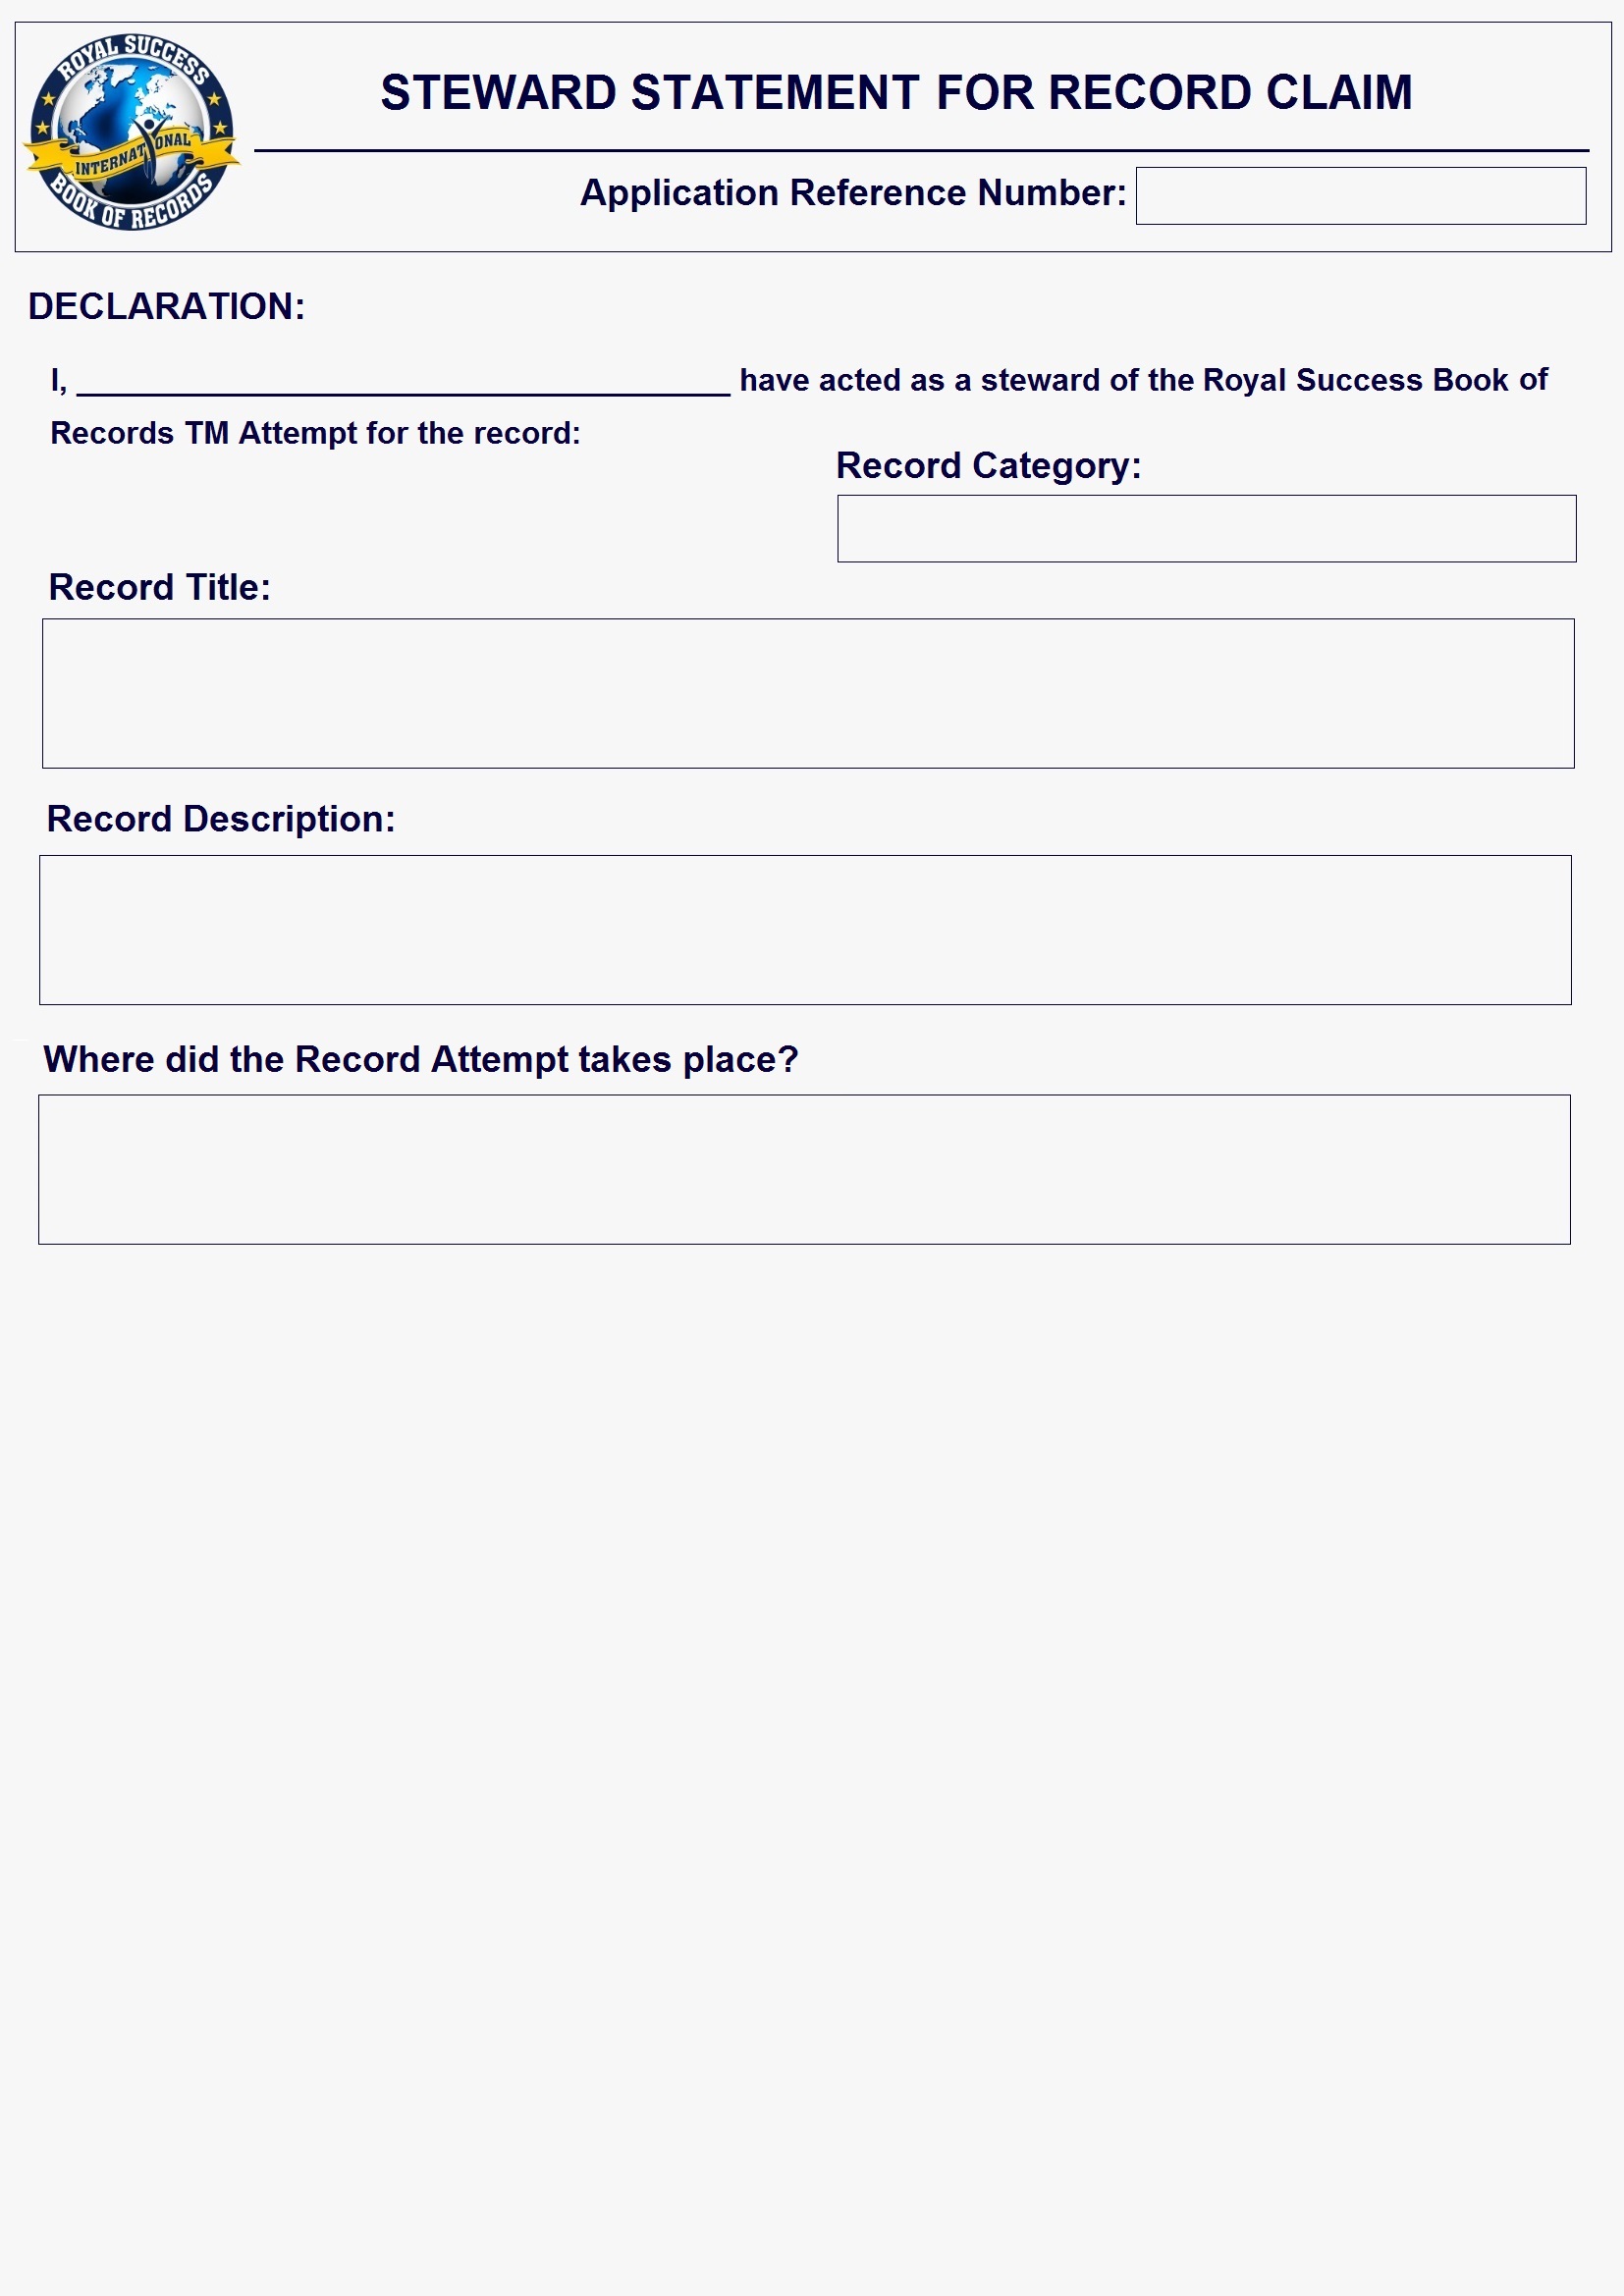 ROYAL SUCCESS
INTERNATIONAL
BOOK OF RECORDS
STEWARD STATEMENT FOR RECORD CLAIM
Application Reference Number:
DECLARATION:
I, ______________________ have acted as a steward of the Royal Success Book of
Records TM Attempt for the record:
Record Category:
Record Title:
Record Description:
Where did the Record Attempt takes place?